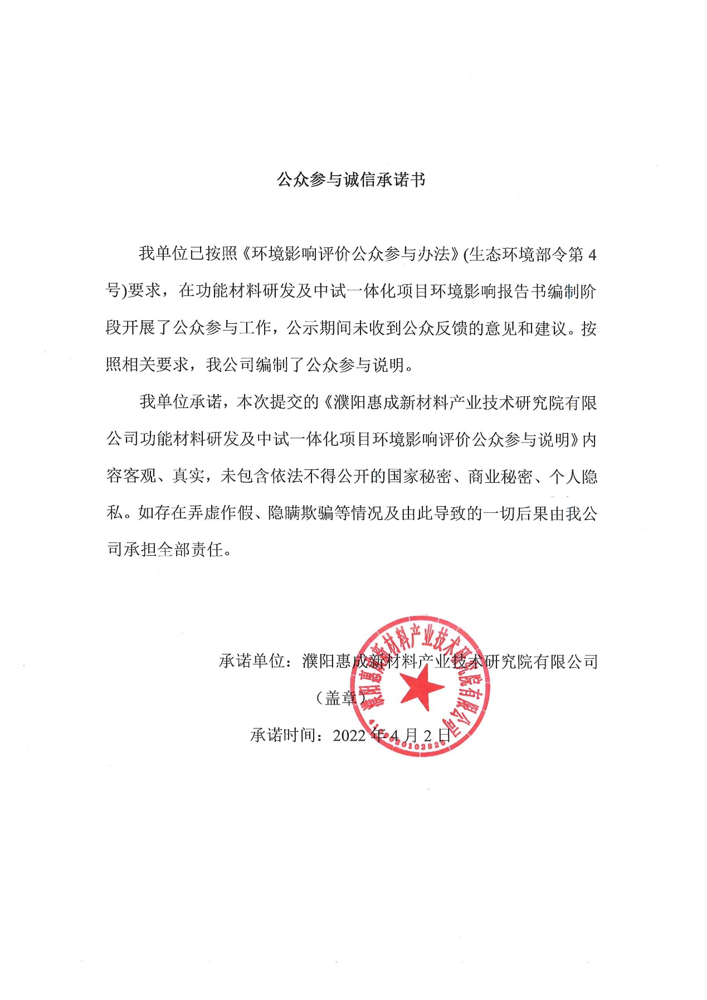 公众参与诚信承诺书
我单位已按照《环境影响评价公众参与办法》(生态环境部令第 4
号)要求，在功能材料研发及中试一体化项目环境影响报告书编制阶
段开展了公众参与工作，公示期间未收到公众反馈的意见和建议。按
照相关要求，我公司编制了公众参与说明。
我单位承诺，本次提交的《濮阳惠成新材料产业技术研究院有限
公司功能材料研发及中试一体化项目环境影响评价公众参与说明》内
容客观、真实，未包含依法不得公开的国家秘密、商业秘密、个人隐
私。如存在弄虚作假、隐瞒欺骗等情况及由此导致的一切后果由我公
司承担全部责任。
承诺单位：濮阳惠成新材料产业技术研究院有限公司
（盖章）
承诺时间：2022 年 4 月 2 日
濮阳惠成新材料产业技术研究院有限公司